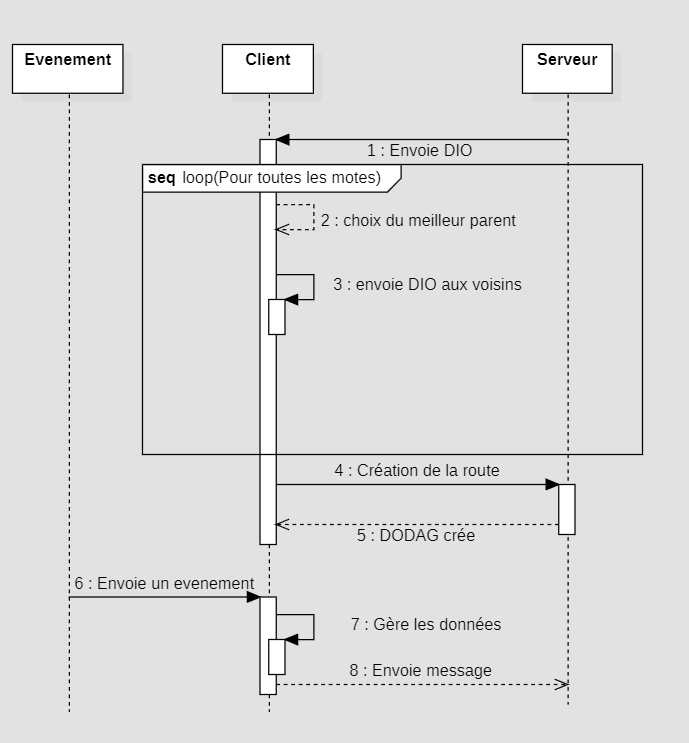 Evenement
Client
Serveur
1 : Envoie DIO
seq loop(Pour toutes les motes)
2 : choix du meilleur parent
3 : envoie DIO aux voisins
4 : Création de la route
5 : DODAG crée
6 : Envoie un evenement
7 : Gère les données
8 : Envoie message